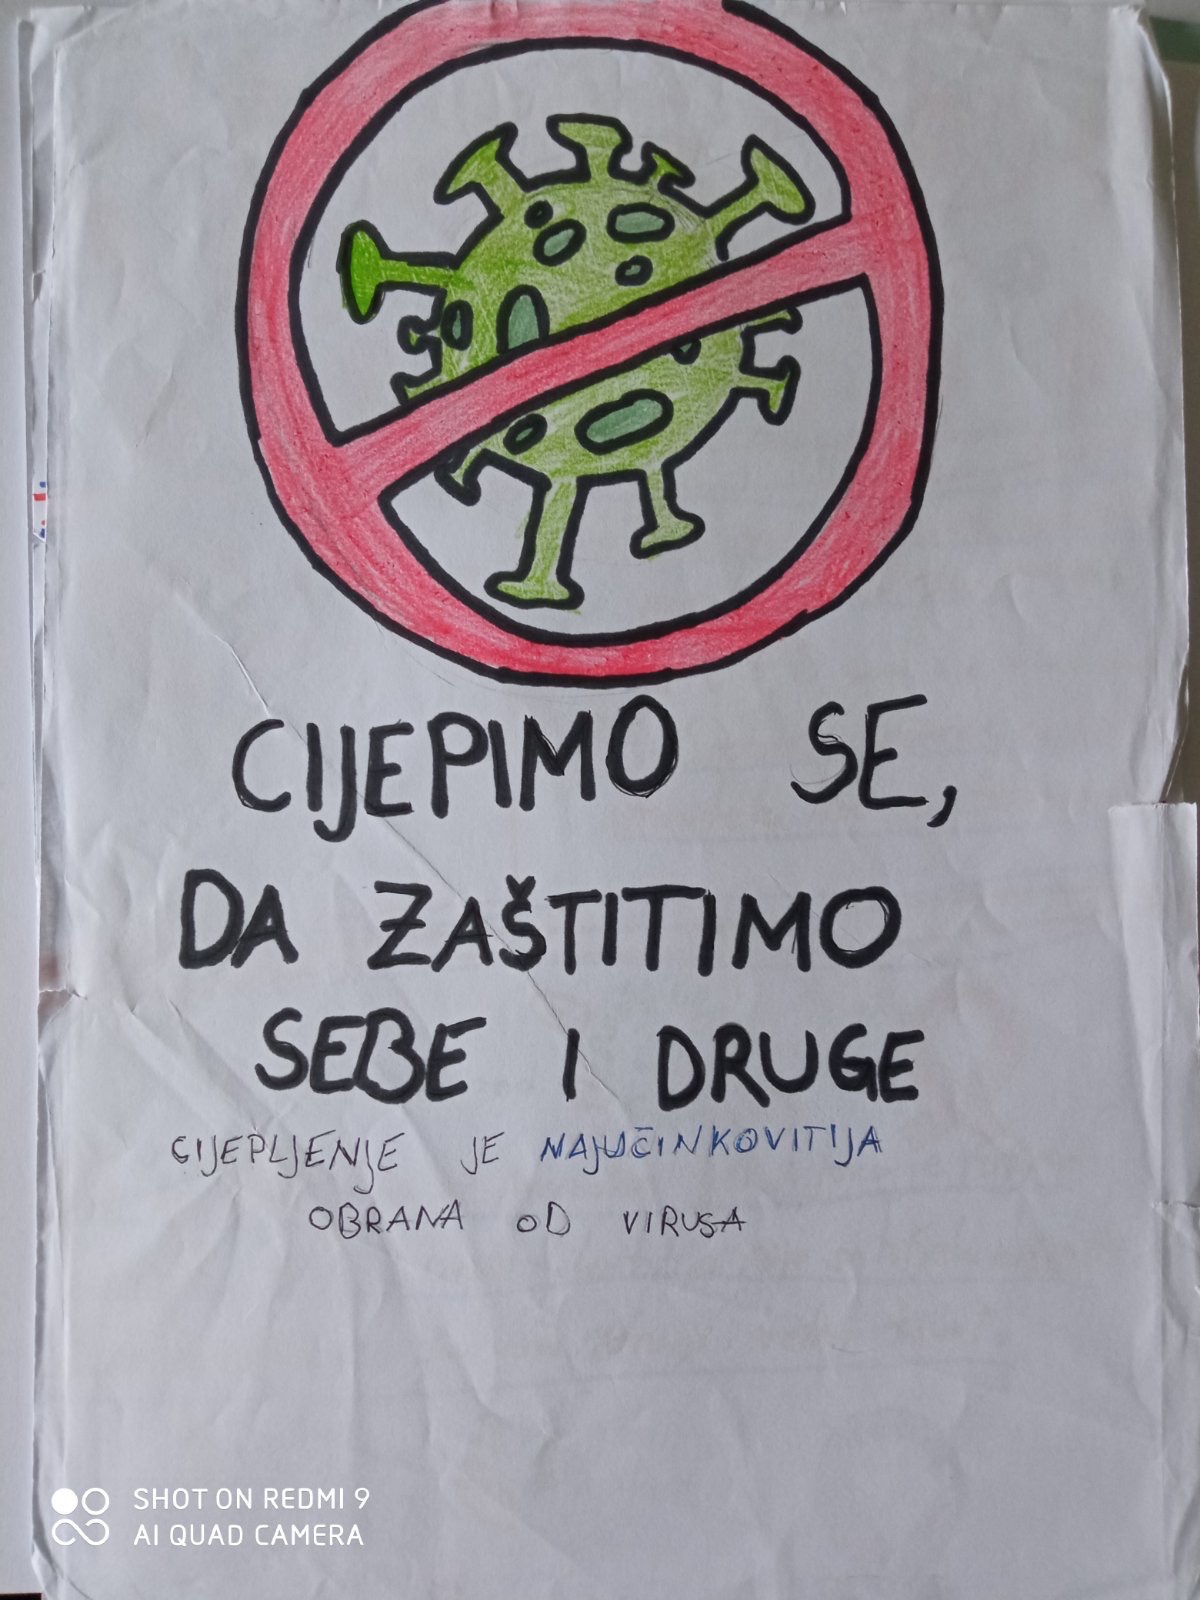 CIJEPIMO SE,
DA ZAŠTITIMO
SEBE I DRUGE
CIJEPLJENJE JE NAJUČINKOVITIJA
OBRANA OD VIRUSA
SHOT ON REDMI 9
AI QUAD CAMERA